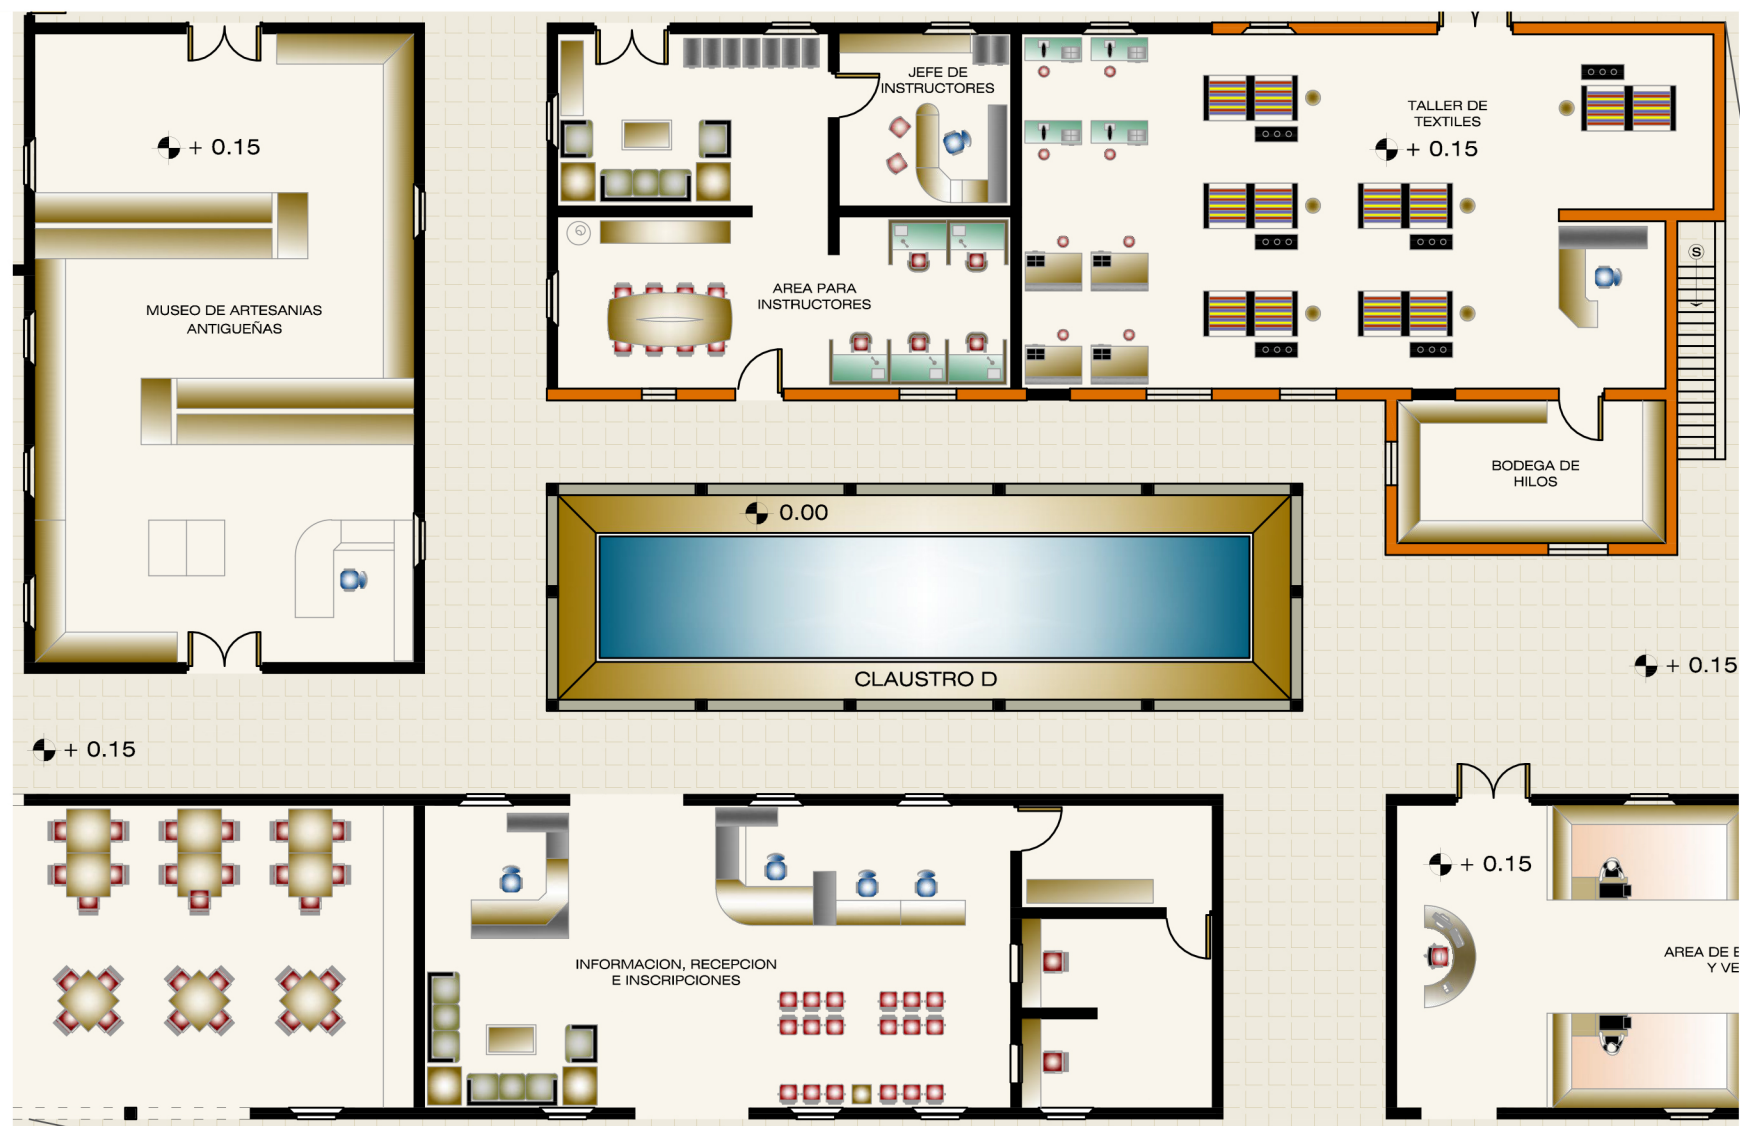 JEFE DE
INSTRUCTORES
TALLER DE
TEXTILES
+ 0.15
+ 0.15
S
AREA PARA
INSTRUCTORES
MUSEO DE ARTESANIAS
ANTIGUEÑAS
BODEGA DE
HILOS
0.00
CLAUSTRO D
+ 0.15
+ 0.15
+ 0.15
INFORMACION, RECEPCION
E INSCRIPCIONES
AREA DE E
Y VE